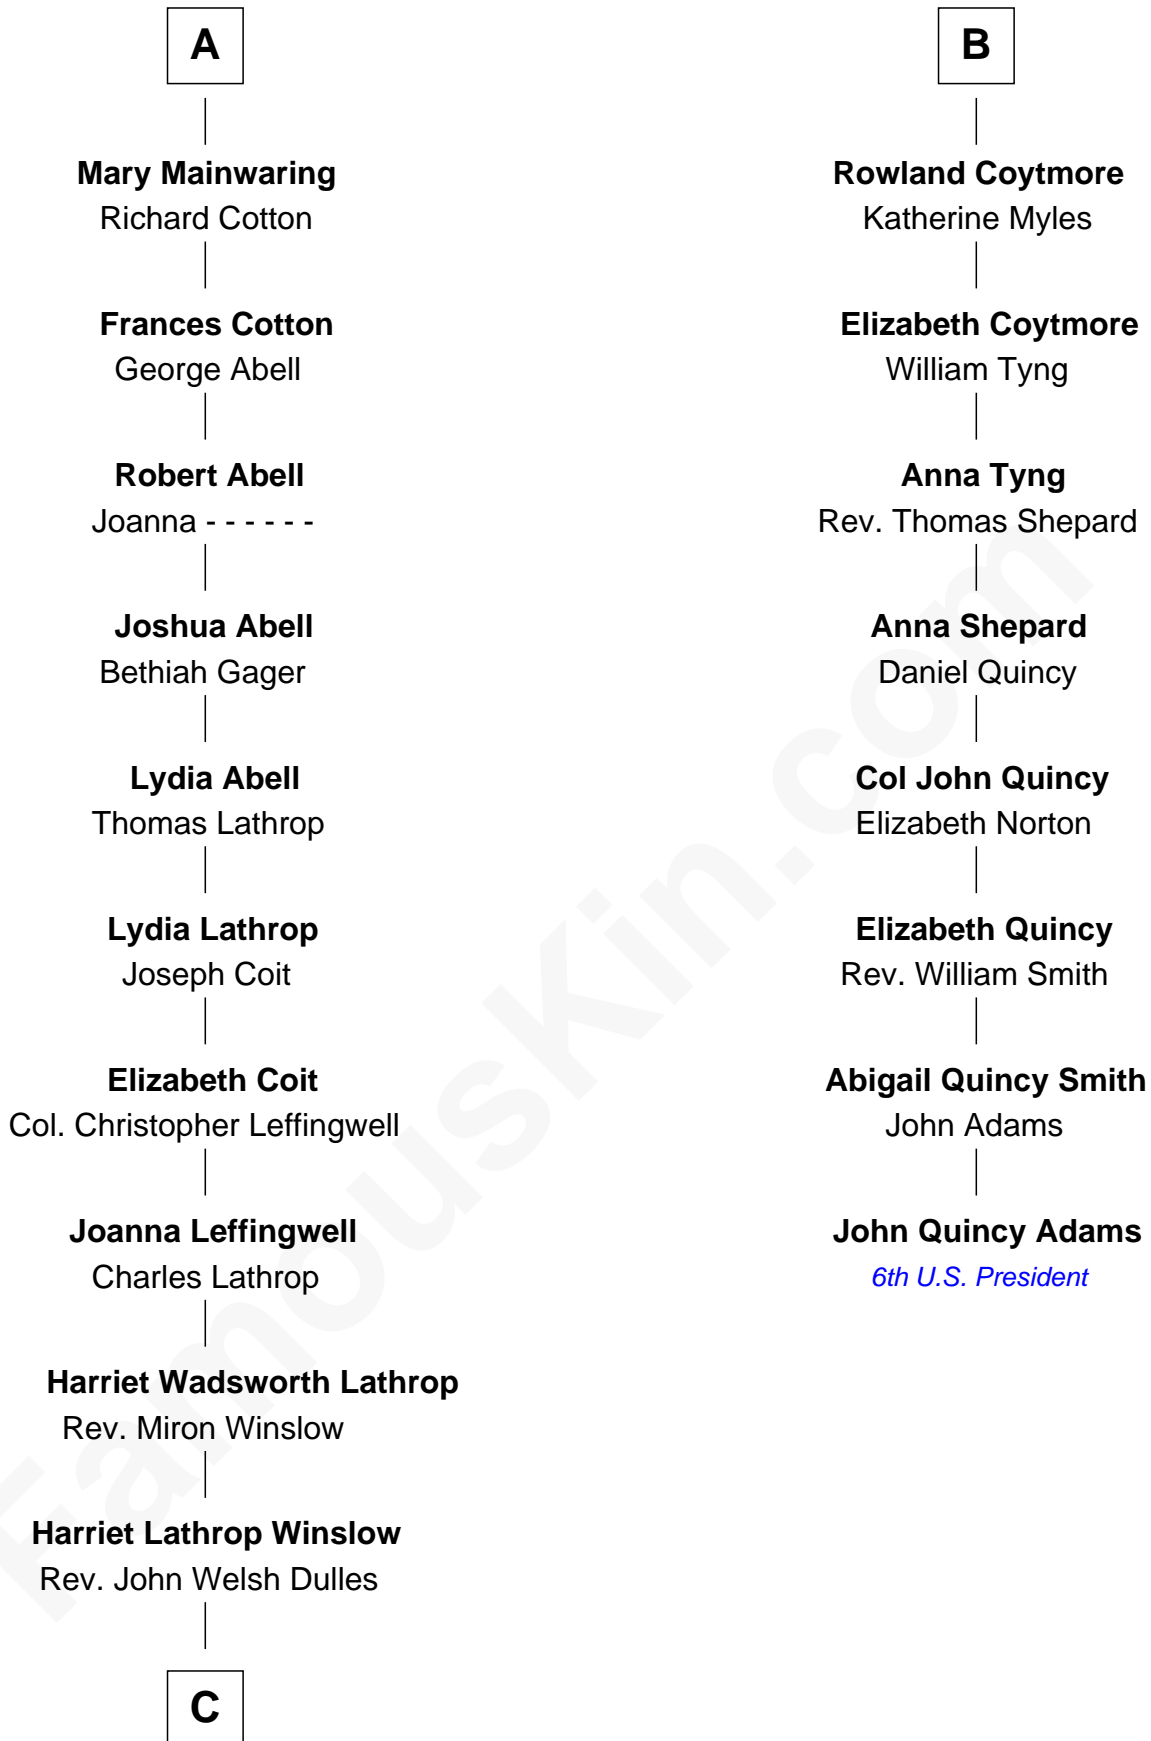 A
Mary Mainwaring
Richard Cotton
Frances Cotton
George Abell
Robert Abell
Joanna - - - - - -
Joshua Abell
Bethiah Gager
Lydia Abell
Thomas Lathrop
Lydia Lathrop
Joseph Coit
Elizabeth Coit
Col. Christopher Leffingwell
Joanna Leffingwell
Charles Lathrop
Harriet Wadsworth Lathrop
Rev. Miron Winslow
Harriet Lathrop Winslow
Rev. John Welsh Dulles
C
B
Rowland Coytmore
Katherine Myles
Elizabeth Coytmore
William Tyng
Anna Tyng
Rev. Thomas Shepard
Anna Shepard
Daniel Quincy
Col John Quincy
Elizabeth Norton
Elizabeth Quincy
Rev. William Smith
Abigail Quincy Smith
John Adams
John Quincy Adams
6th U.S. President
FamousKin.com